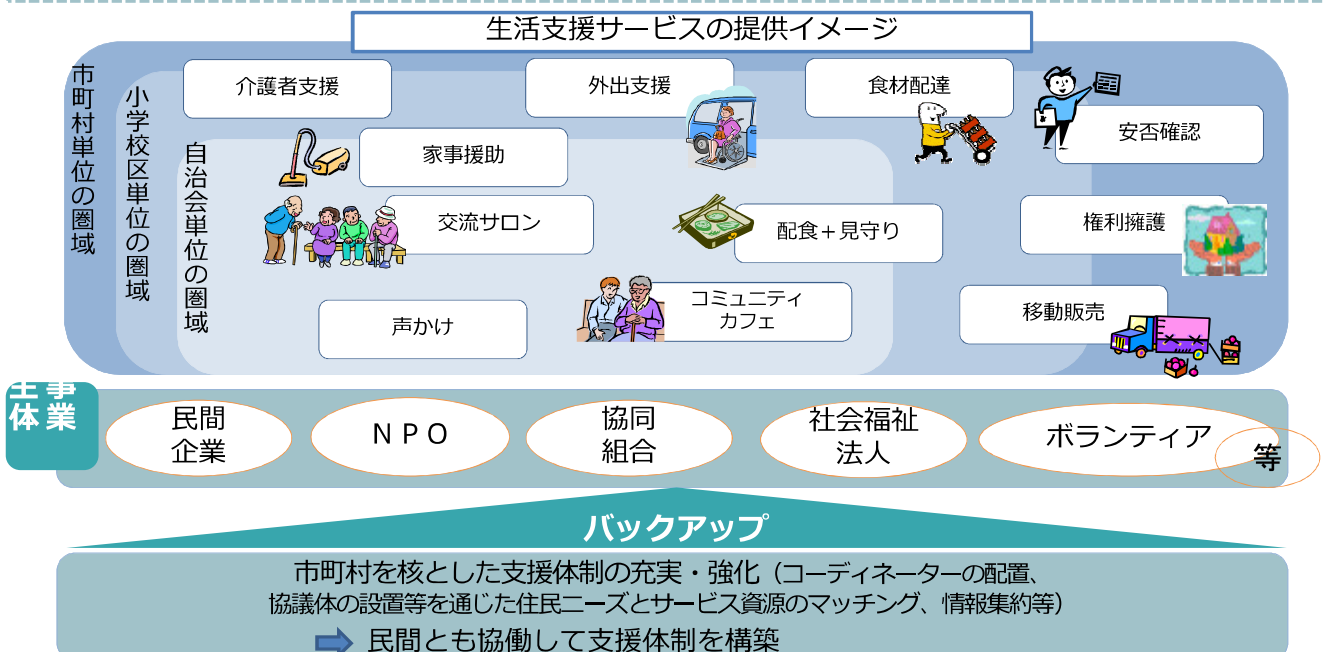 生活支援サービスの提供イメージ
市町村単位の圏域
小学校区単位の圏域
自治会単位の圏域
介護者支援
外出支援
食材配達
安否確認
家事援助
交流サロン
配食+見守り
権利擁護
声かけ
コミュニティ
カフェ
移動販売
事業
主体
民間
企業
NPO
協同
組合
社会福祉
法人
ボランティア
等
バックアップ
市町村を核とした支援体制の充実・強化(コーディネーターの配置、
協議体の設置等を通じた住民ニーズとサービス資源のマッチング、情報集約等)
民間とも協働して支援体制を構築